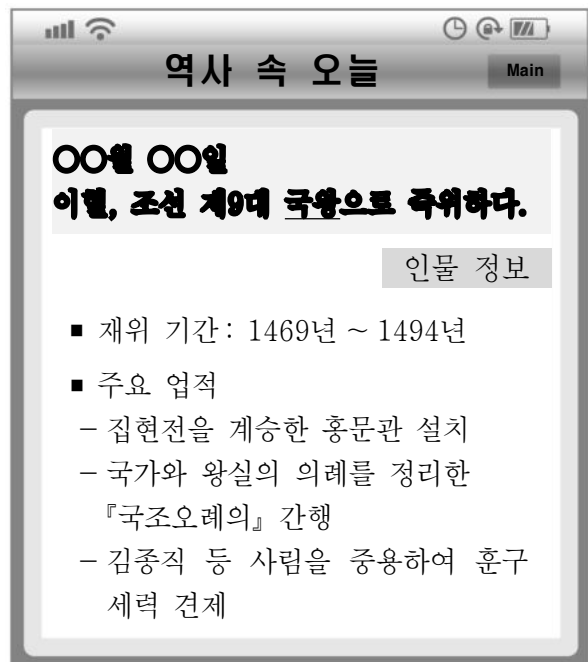 역사 속 오늘
Main
○○월 ○○일
이혈, 조선 제9대 국왕으로 즉위하다.
인물 정보
■ 재위 기간: 1469년 ~ 1494년
■ 주요 업적
- 집현전을 계승한 홍문관 설치
- 국가와 왕실의 의례를 정리한
『국조오례의』 간행
- 김종직 등 사림을 중용하여 훈구
세력 견제